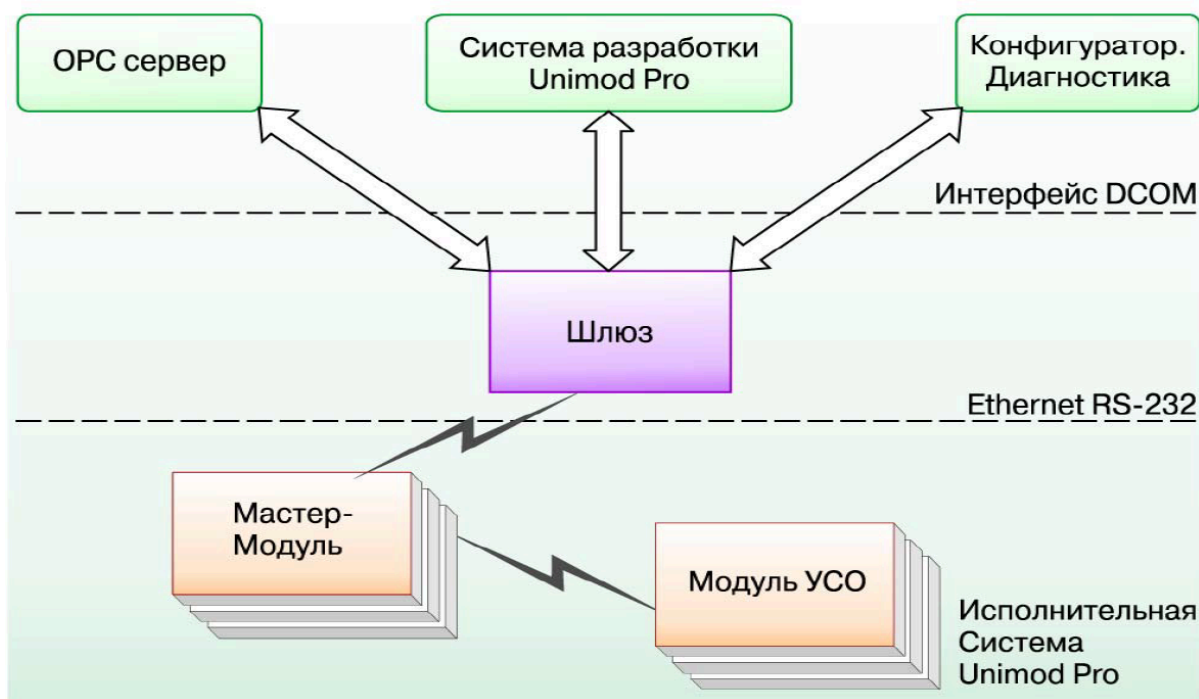 OPC сервер
Система разработки
Unimod Pro
Конфигуратор.
Диагностика
Интерфейс DCOM
Шлюз
Ethernet RS-232
Мастер-
Модуль
Модуль УСО
Исполнительная
Система
Unimod Pro